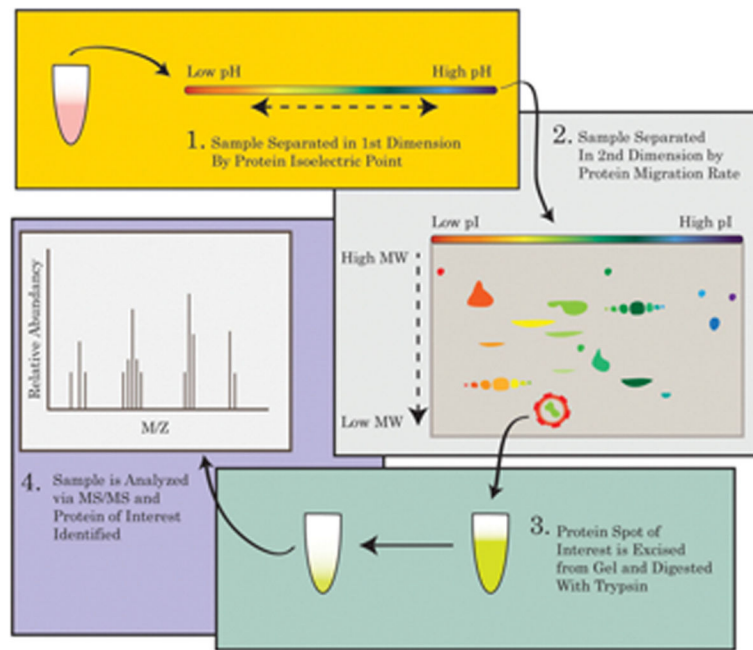 Low pH
High pH
1. Sample Separated in 1st Dimension
By Protein Isoelectric Point
2. Sample Separated
In 2nd Dimension by
Protein Migration Rate
Low pI
High pI
High MW
Low MW
3. Protein Spot of
Interest is Excised
from Gel and Digested
With Trypsin
Relative Abundancy
M/Z
4. Sample is Analyzed
via MS/MS and
Protein of Interest
Identified